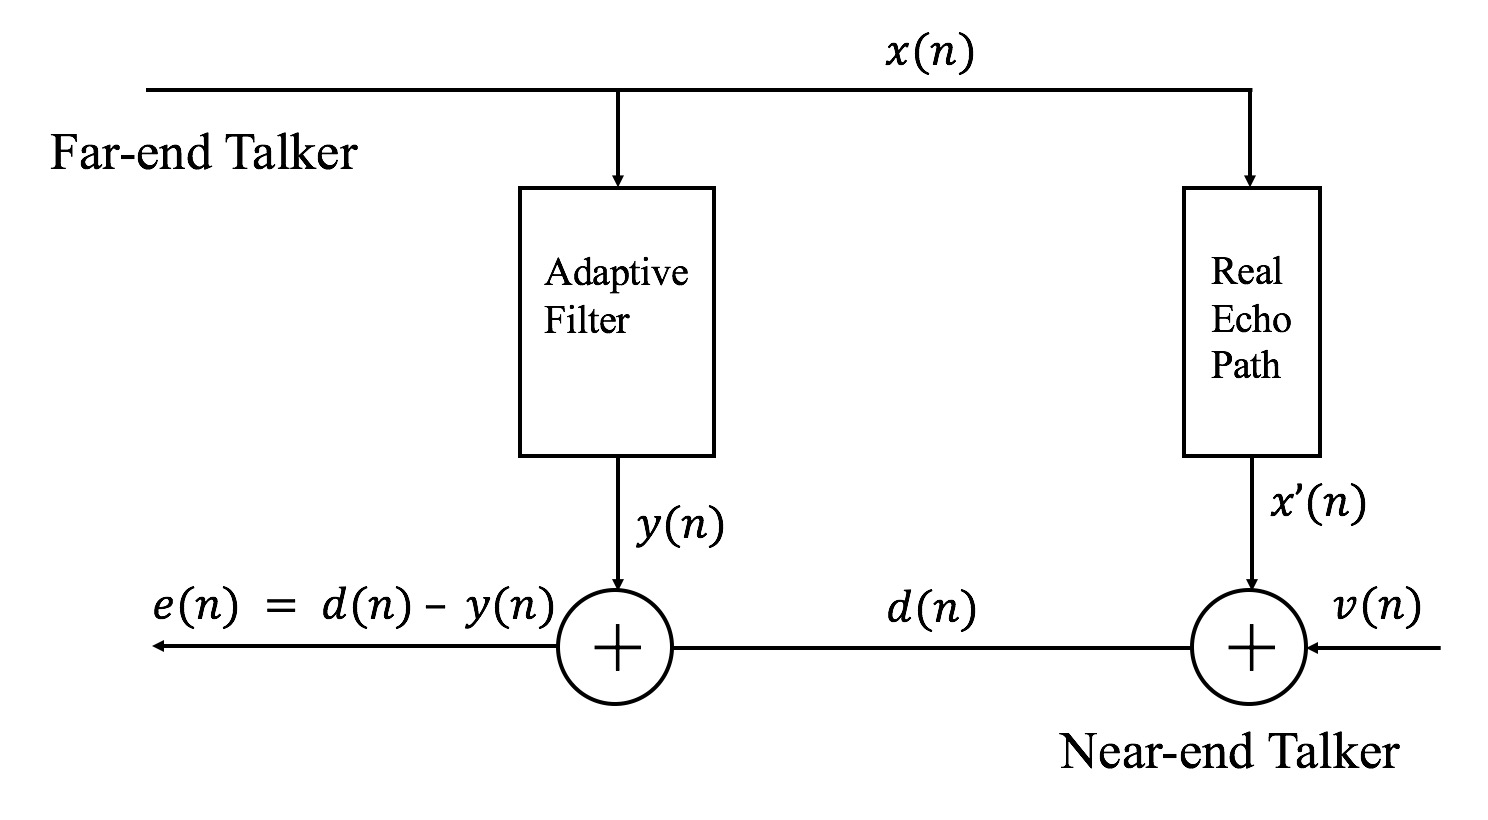 x(n)
Far-end Talker
Adaptive
Filter
Real
Echo
Path
y(n)
x’(n)
e(n) = d(n) – y(n)
d(n)
v(n)
+
+
Near-end Talker